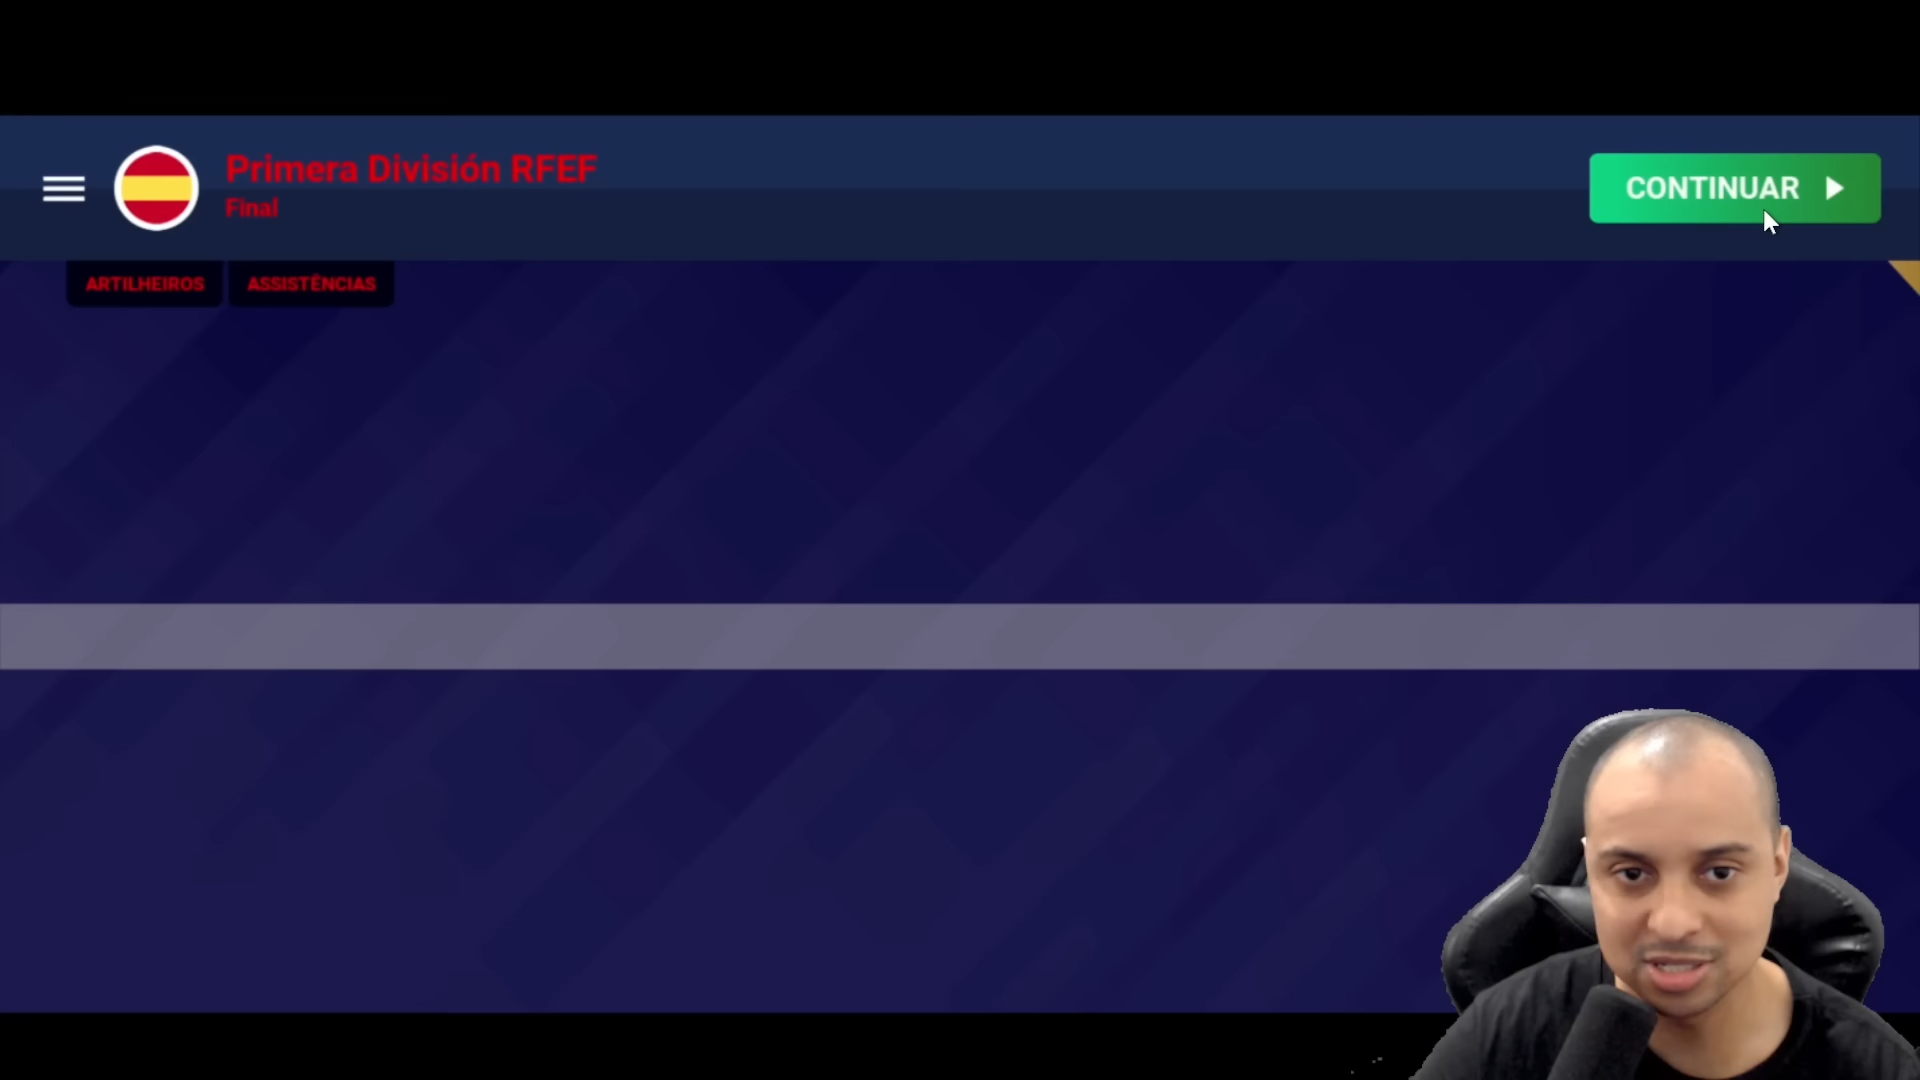 Primera División RFEF
Final
CONTINUAR
ARTILHEIROS
ASSISTÊNCIAS